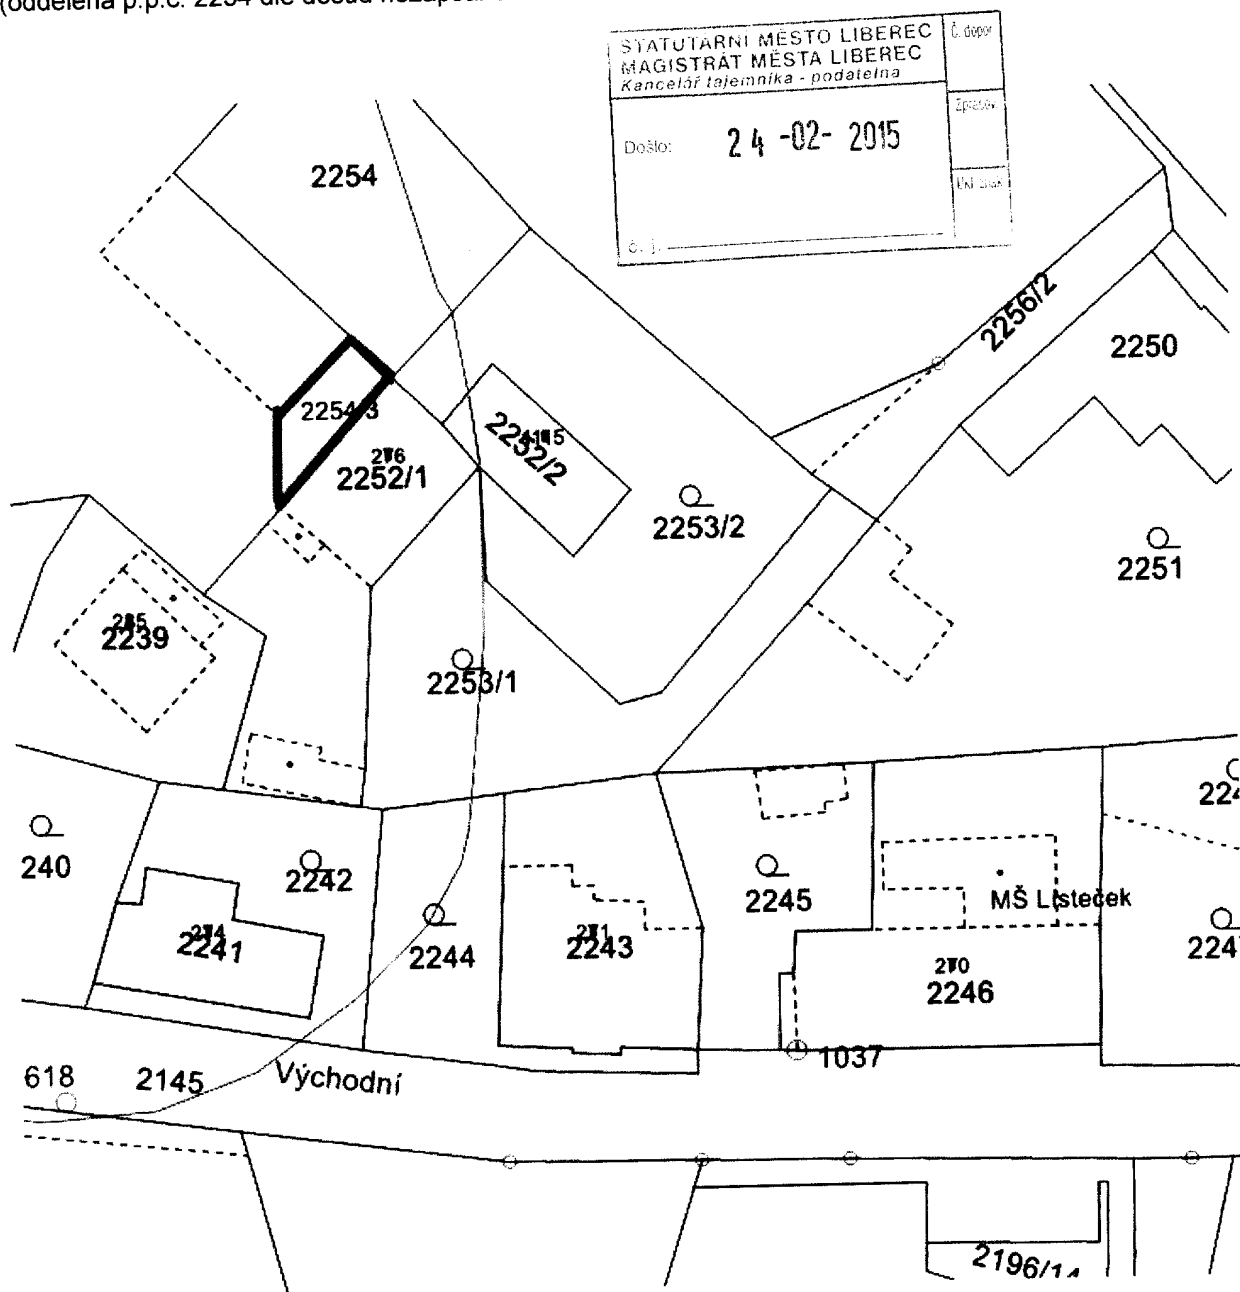 (oddělená p.p.č. 2254 dle dosud
STATUTÁRNÍ MĚSTO LIBEREC
MAGISTRÁT MĚSTA LIBEREC
Kancelář tajemníka - podatelna
Č. dopor
Zpracov.
Došlo: 24 -02- 2015
Č. j.
2254
2256/2
2250
2254/3
2252/2
2252/1
2253/2
2251
2239
2253/1
240
2242
2245
MŠ Lísteček
2241
2244
2243
2246
1037
618
2145
Východní
2196/14